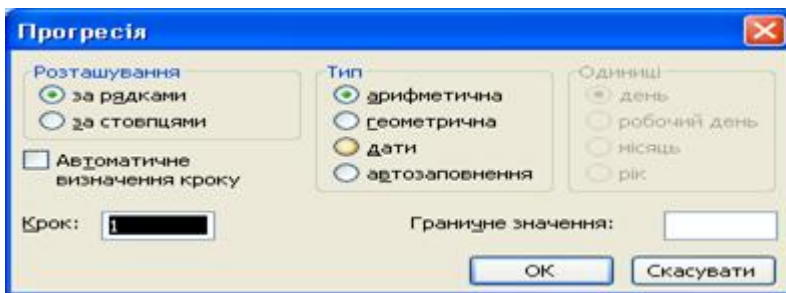 Прогресія
Розташування
за рядками
за стовпцями
Автоматичне
визначення кроку
Тип
арифметична
геометрична
дати
автозаповнення
Одиниці
день
робочий день
місяць
рік
Крок:
1
Граничне значення:
ОК
Скасувати